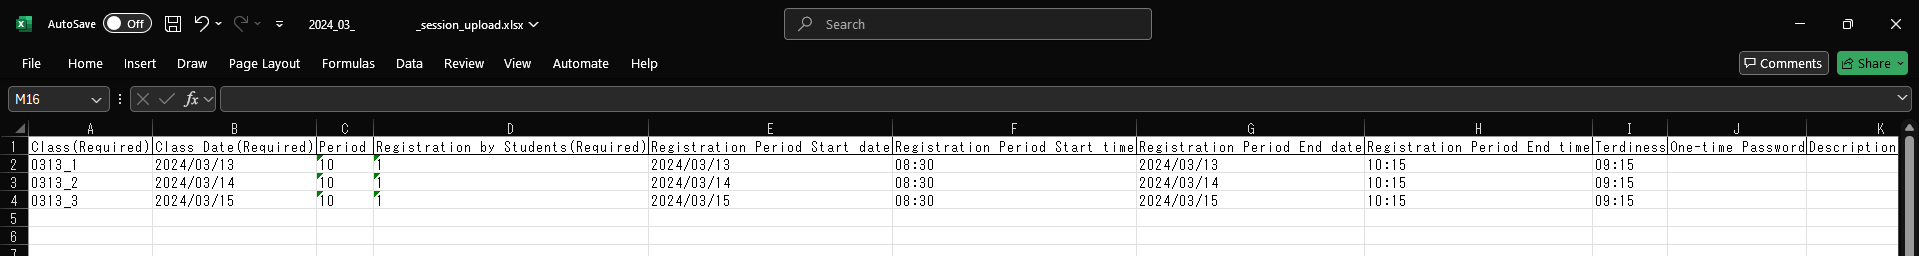 AutoSave Off 2024_03_ _session_upload.xlsx Search
File Home Insert Draw Page Layout Formulas Data Review View Automate Help Comments Share
M16 fx
A B C D E F G H I J K
1 Class(Required) Class Date(Required) Period Registration by Students(Required) Registration Period Start date Registration Period Start time Registration Period End date Registration Period End time Terdiness One-time Password Description
2 0313_1 2024/03/13 10 1 2024/03/13 08:30 2024/03/13 10:15 09:15
3 0313_2 2024/03/14 10 1 2024/03/14 08:30 2024/03/14 10:15 09:15
4 0313_3 2024/03/15 10 1 2024/03/15 08:30 2024/03/15 10:15 09:15
5
6
7